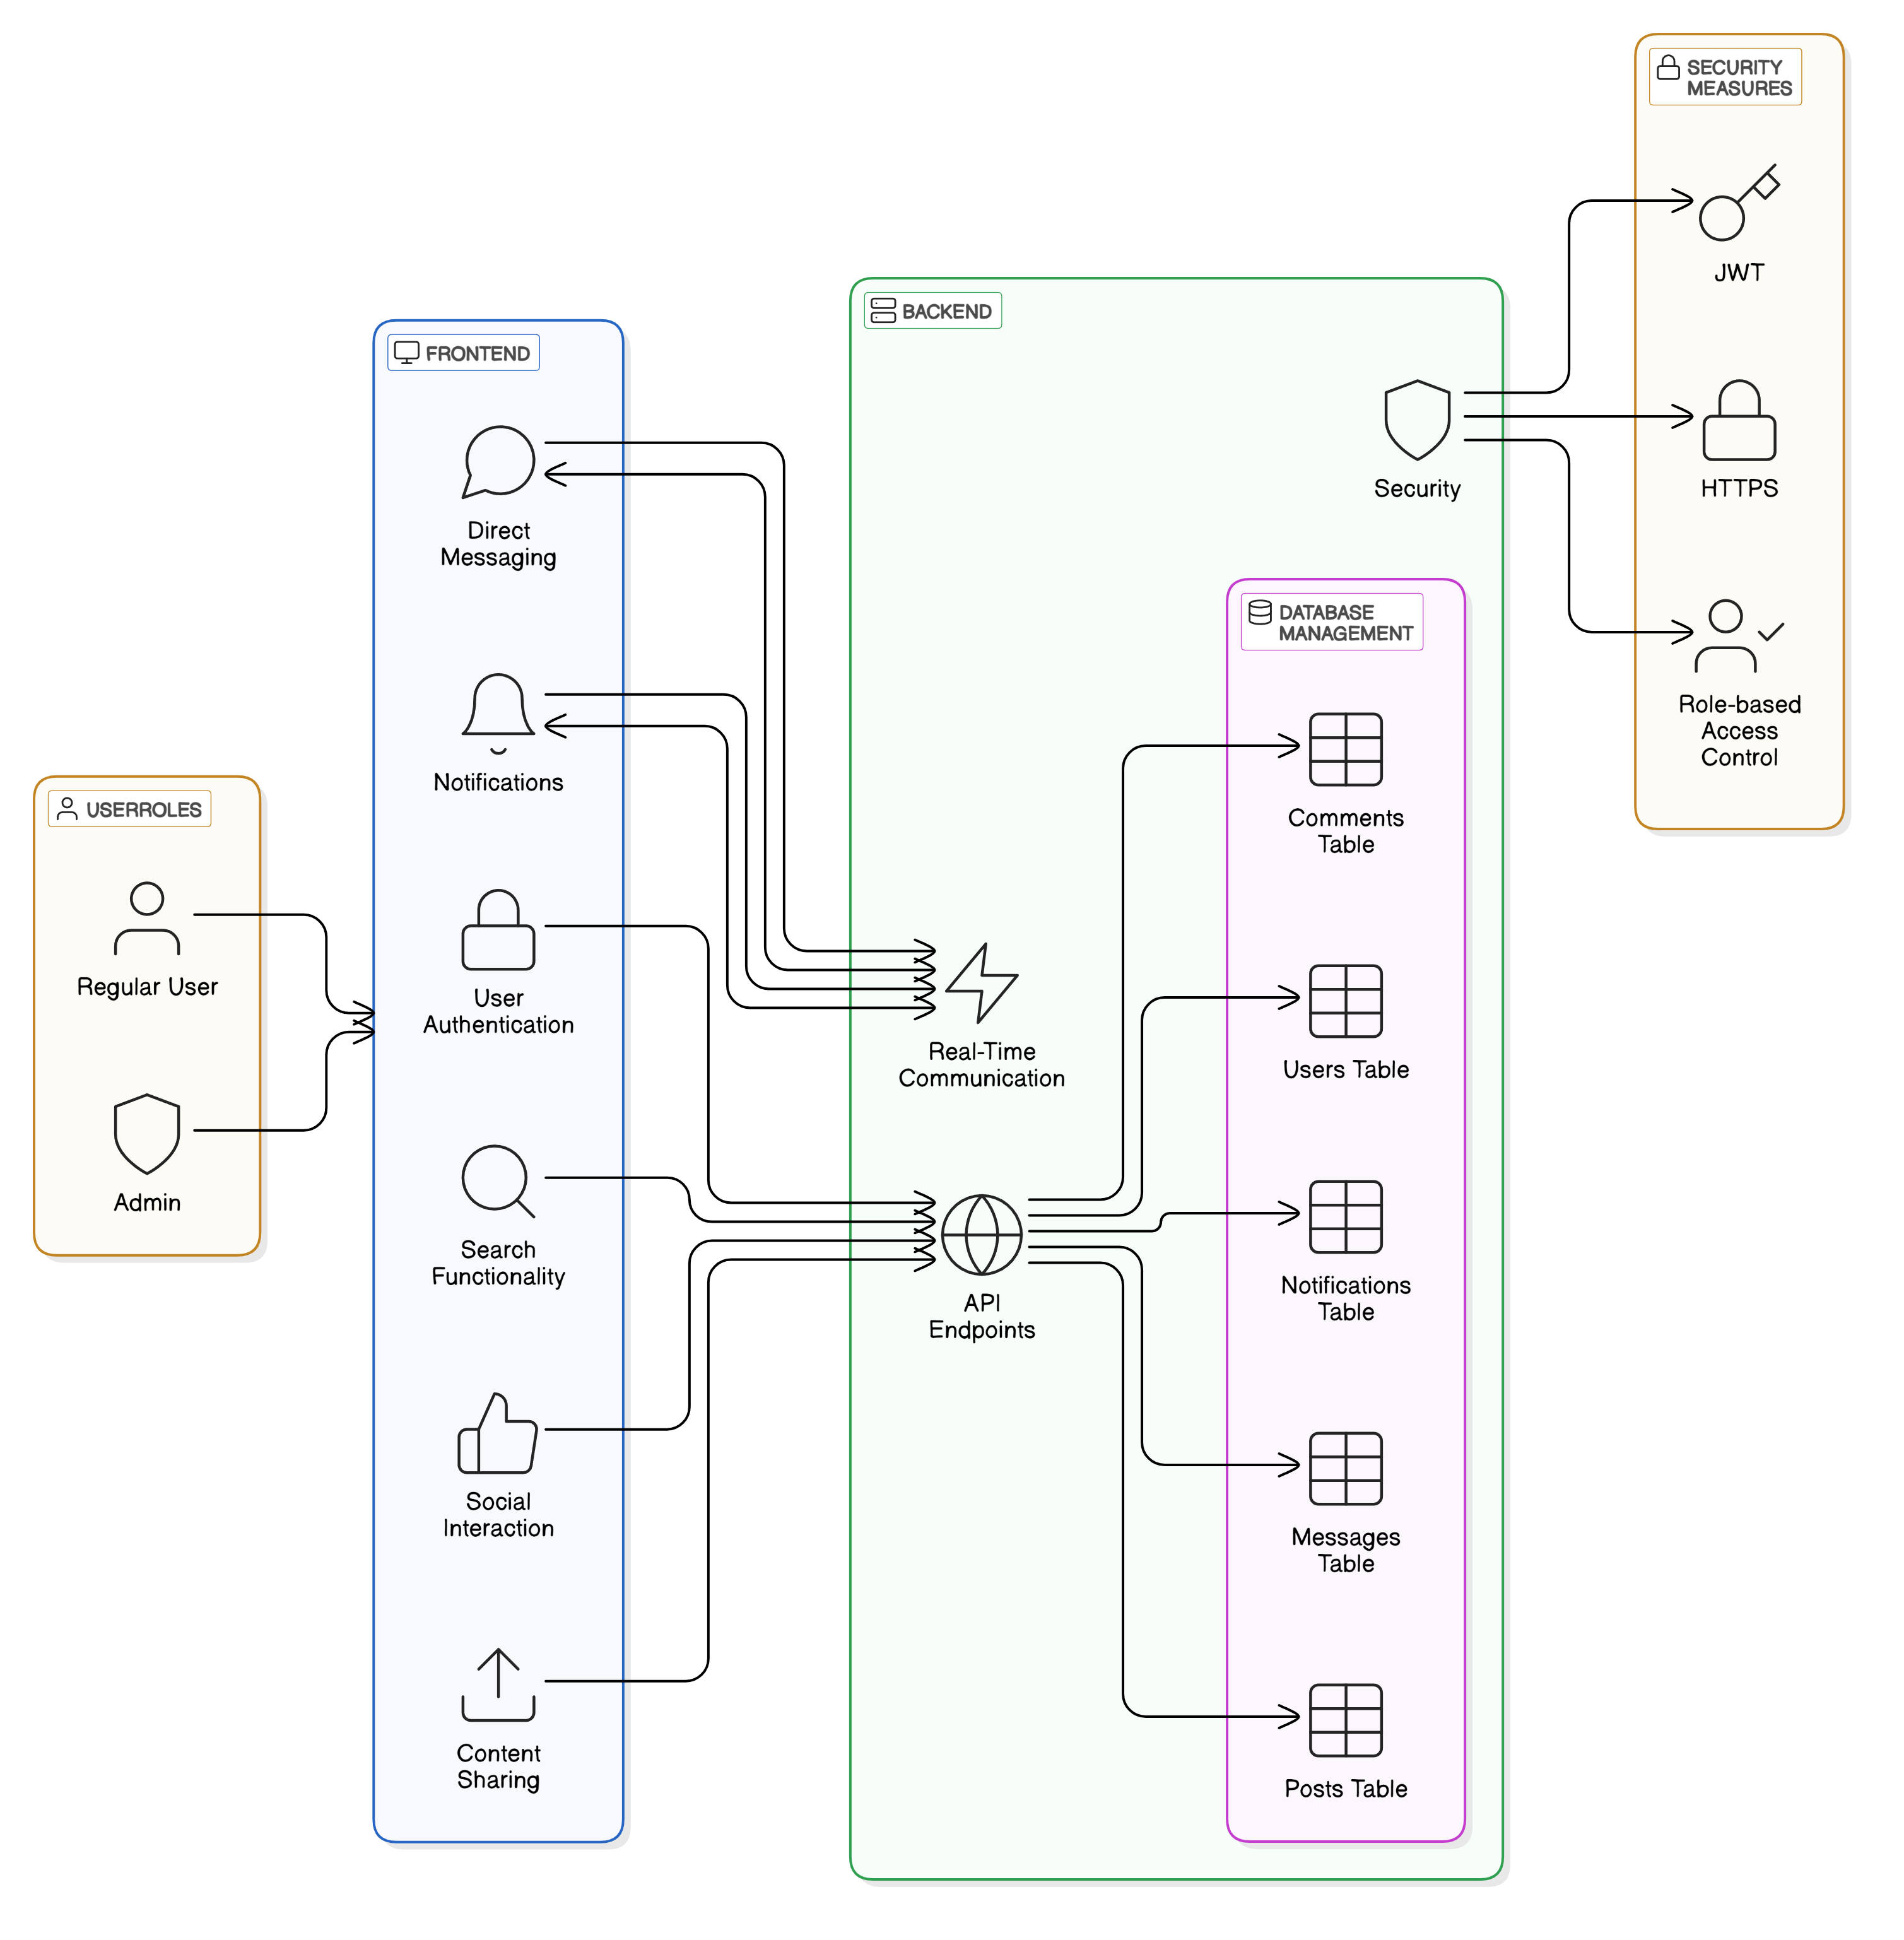 USERROLES
Regular User
Admin
FRONTEND
Direct
Messaging
Notifications
User
Authentication
Search
Functionality
Social
Interaction
Content
Sharing
BACKEND
Security
Real-Time
Communication
API
Endpoints
DATABASE
MANAGEMENT
Comments
Table
Users Table
Notifications
Table
Messages
Table
Posts Table
SECURITY
MEASURES
JWT
HTTPS
Role-based
Access
Control